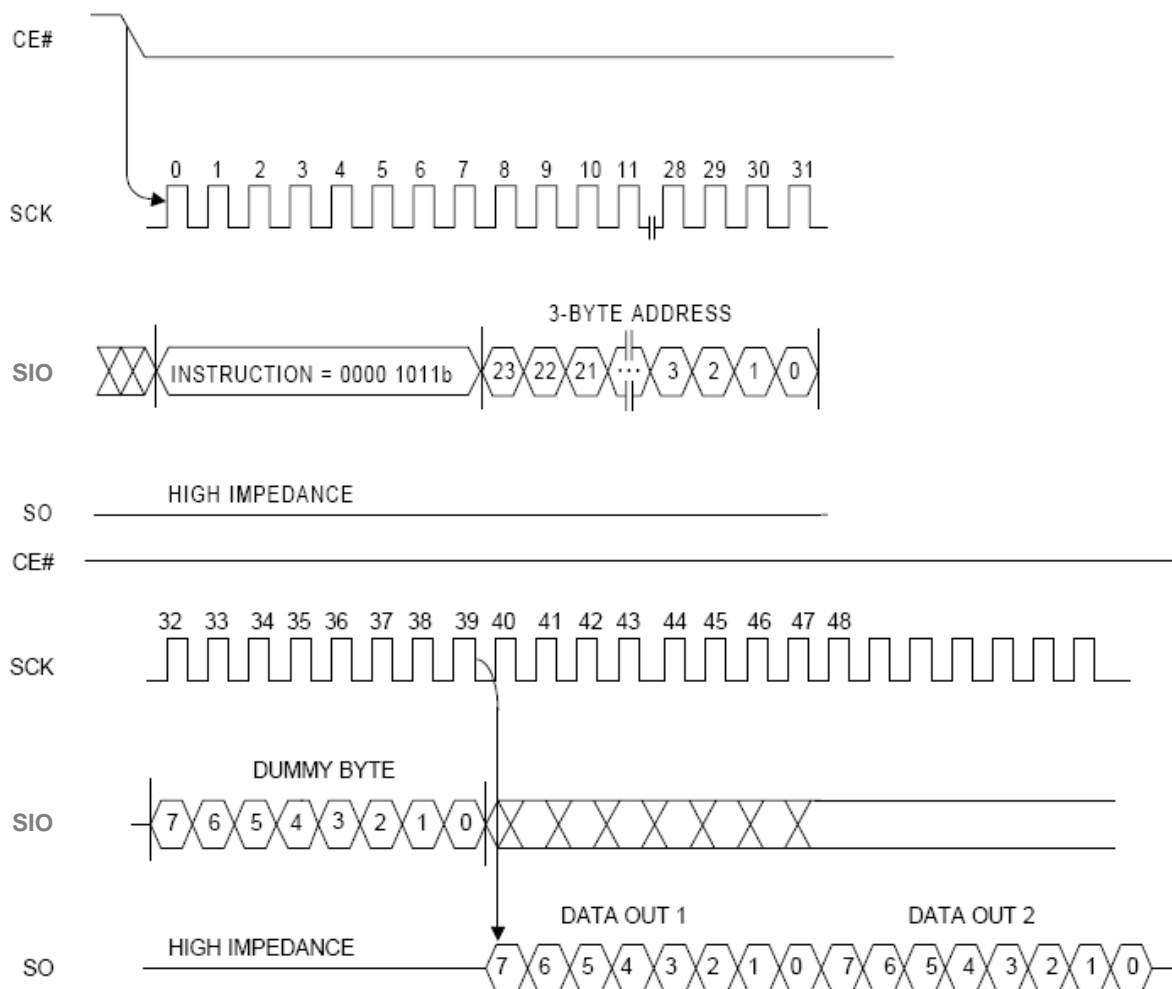 CE#
0 1 2 3 4 5 6 7 8 9 10 11 28 29 30 31
SCK
3-BYTE ADDRESS
SIO INSTRUCTION = 0000 1011b 23 22 21 ... 3 2 1 0
HIGH IMPEDANCE
SO
CE#
32 33 34 35 36 37 38 39 40 41 42 43 44 45 46 47 48
SCK
DUMMY BYTE
SIO 7 6 5 4 3 2 1 0
DATA OUT 1 DATA OUT 2
HIGH IMPEDANCE
SO 7 6 5 4 3 2 1 0 7 6 5 4 3 2 1 0